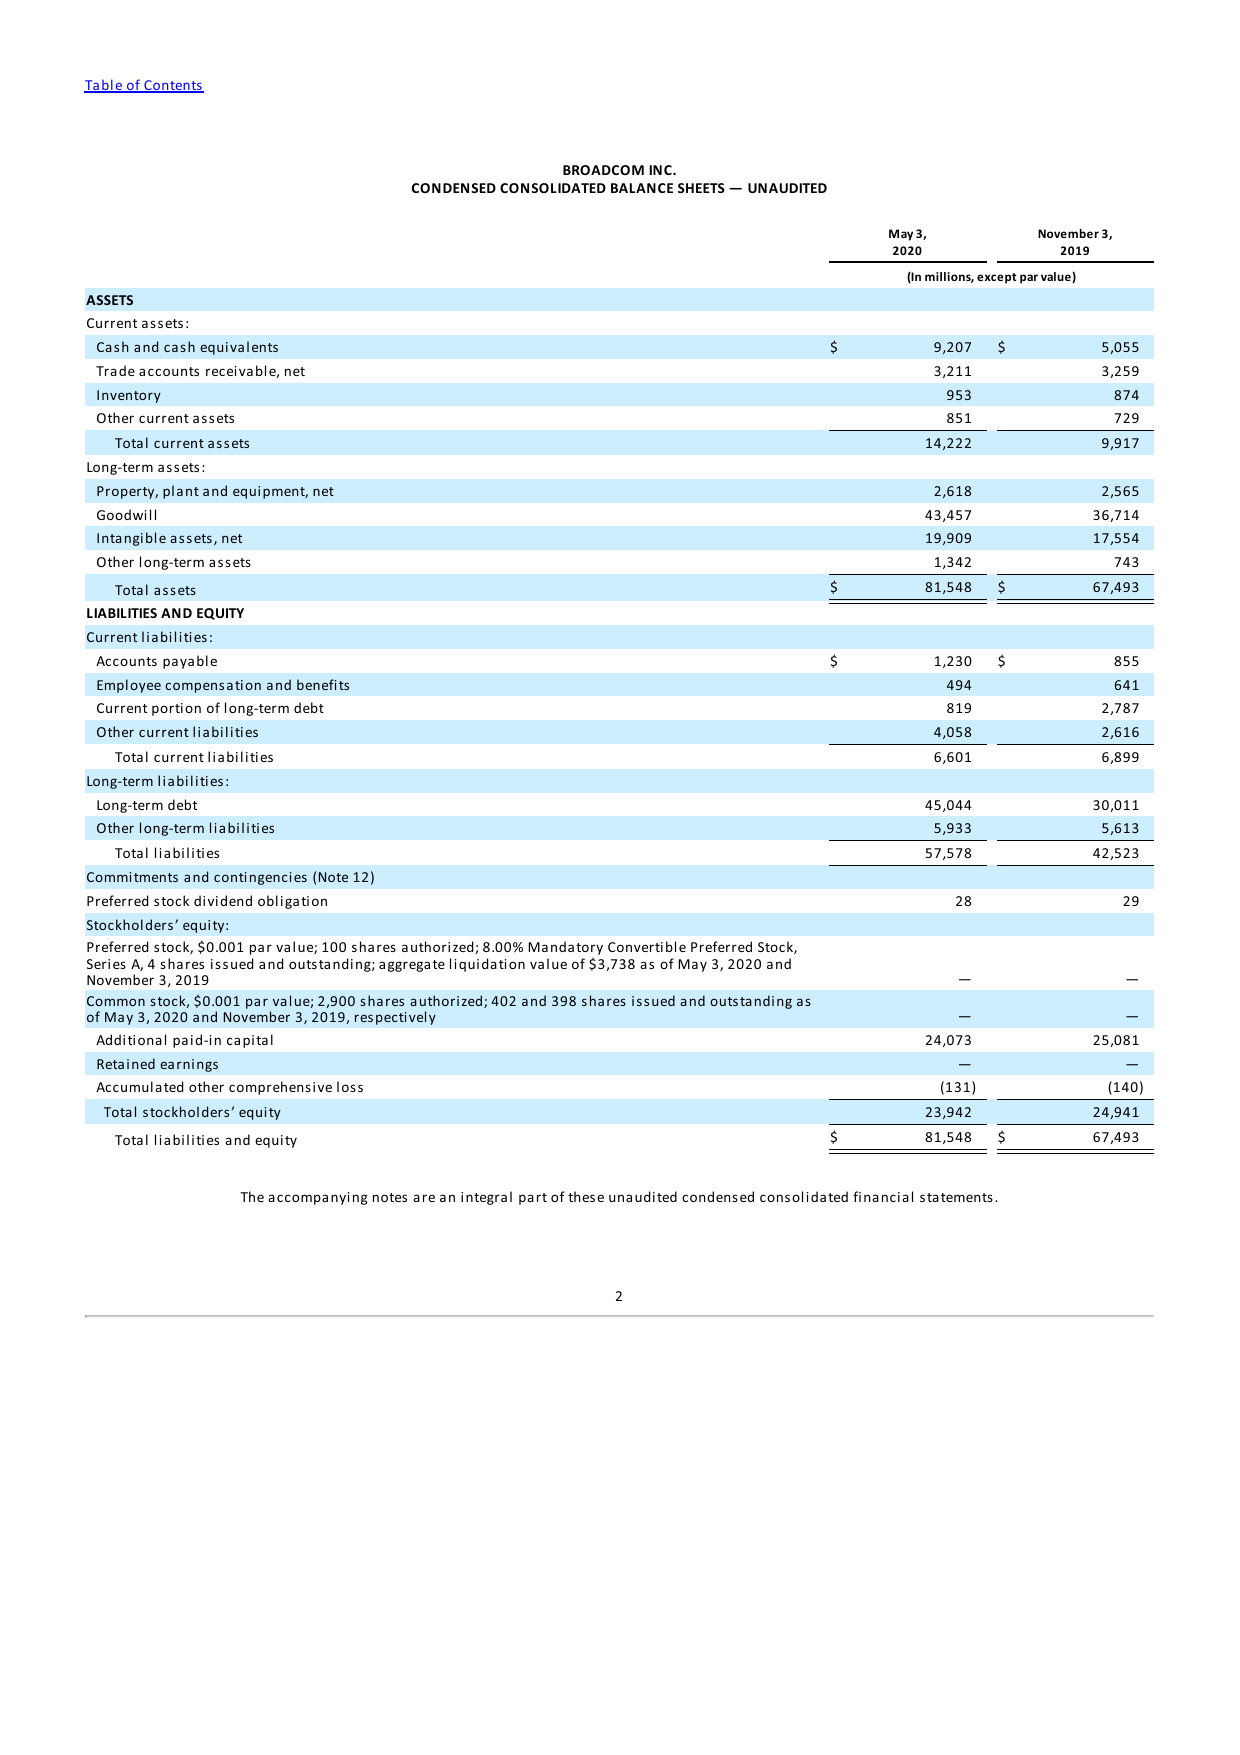 Table of Contents
BROADCOM INC.
CONDENSED CONSOLIDATED BALANCE SHEETS — UNAUDITED
May 3, November 3,
2020 2019
(In millions, except par value)
ASSETS
Current assets:
Cash and cash equivalents $ 9,207 $ 5,055
Trade accounts receivable, net 3,211 3,259
Inventory 953 874
Other current assets 851 729
Total current assets 14,222 9,917
Long-term assets:
Property, plant and equipment, net 2,618 2,565
Goodwill 43,457 36,714
Intangible assets, net 19,909 17,554
Other long-term assets 1,342 743
Total assets $ 81,548 $ 67,493
LIABILITIES AND EQUITY
Current liabilities:
Accounts payable $ 1,230 $ 855
Employee compensation and benefits 494 641
Current portion of long-term debt 819 2,787
Other current liabilities 4,058 2,616
Total current liabilities 6,601 6,899
Long-term liabilities:
Long-term debt 45,044 30,011
Other long-term liabilities 5,933 5,613
Total liabilities 57,578 42,523
Commitments and contingencies (Note 12)
Preferred stock dividend obligation 28 29
Stockholders’ equity:
Preferred stock, $0.001 par value; 100 shares authorized; 8.00% Mandatory Convertible Preferred Stock,
Series A, 4 shares issued and outstanding; aggregate liquidation value of $3,738 as of May 3, 2020 and
November 3, 2019 — —
Common stock, $0.001 par value; 2,900 shares authorized; 402 and 398 shares issued and outstanding as
of May 3, 2020 and November 3, 2019, respectively — —
Additional paid-in capital 24,073 25,081
Retained earnings — —
Accumulated other comprehensive loss (131) (140)
Total stockholders’ equity 23,942 24,941
Total liabilities and equity $ 81,548 $ 67,493
The accompanying notes are an integral part of these unaudited condensed consolidated financial statements.
2